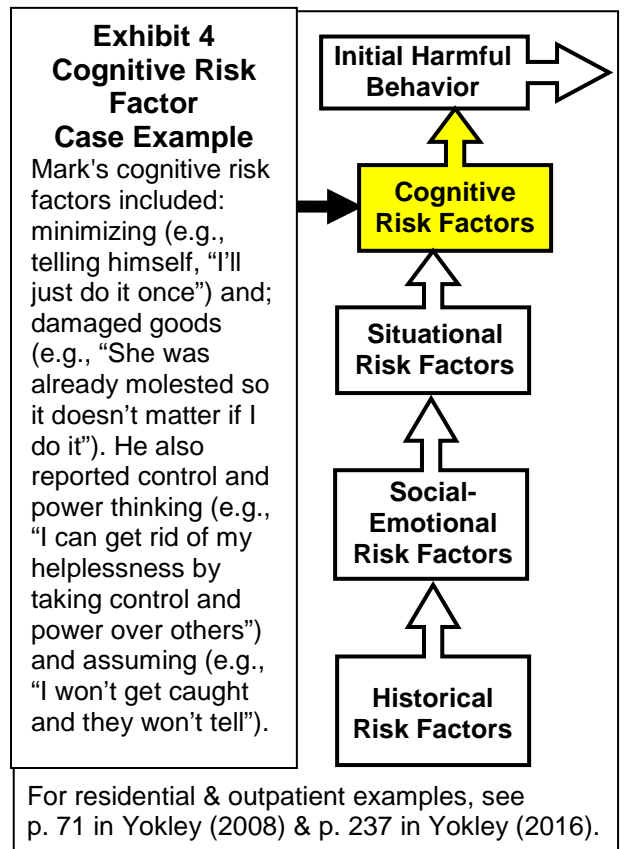 Exhibit 4
Cognitive Risk
Factor
Case Example
Mark's cognitive risk
factors included:
minimizing (e.g.,
telling himself, “I’ll
just do it once”) and;
damaged goods
(e.g., “She was
already molested so
it doesn’t matter if I
do it”). He also
reported control and
power thinking (e.g.,
“I can get rid of my
helplessness by
taking control and
power over others”)
and assuming (e.g.,
“I won’t get caught
and they won’t tell”).
Initial Harmful
Behavior
Cognitive
Risk Factors
Situational
Risk Factors
Social-
Emotional
Risk Factors
Historical
Risk Factors
For residential & outpatient examples, see
p. 71 in Yokley (2008) & p. 237 in Yokley (2016).